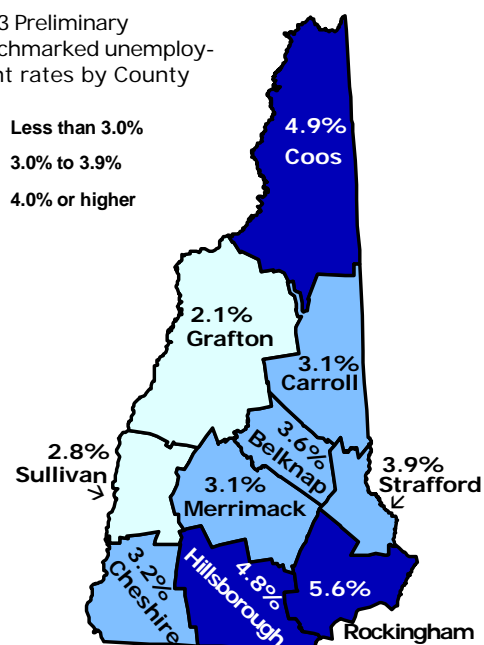 3 Preliminary
chmarked unemploy-
nt rates by County
Less than 3.0%
3.0% to 3.9%
4.0% or higher
4.9%
Coos
2.1%
Grafton
3.1%
Carroll
3.6%
Belknap
2.8%
Sullivan
3.9%
Strafford
3.1%
Merrimack
3.2%
Cheshire
4.8%
Hillsborough
5.6%
Rockingham